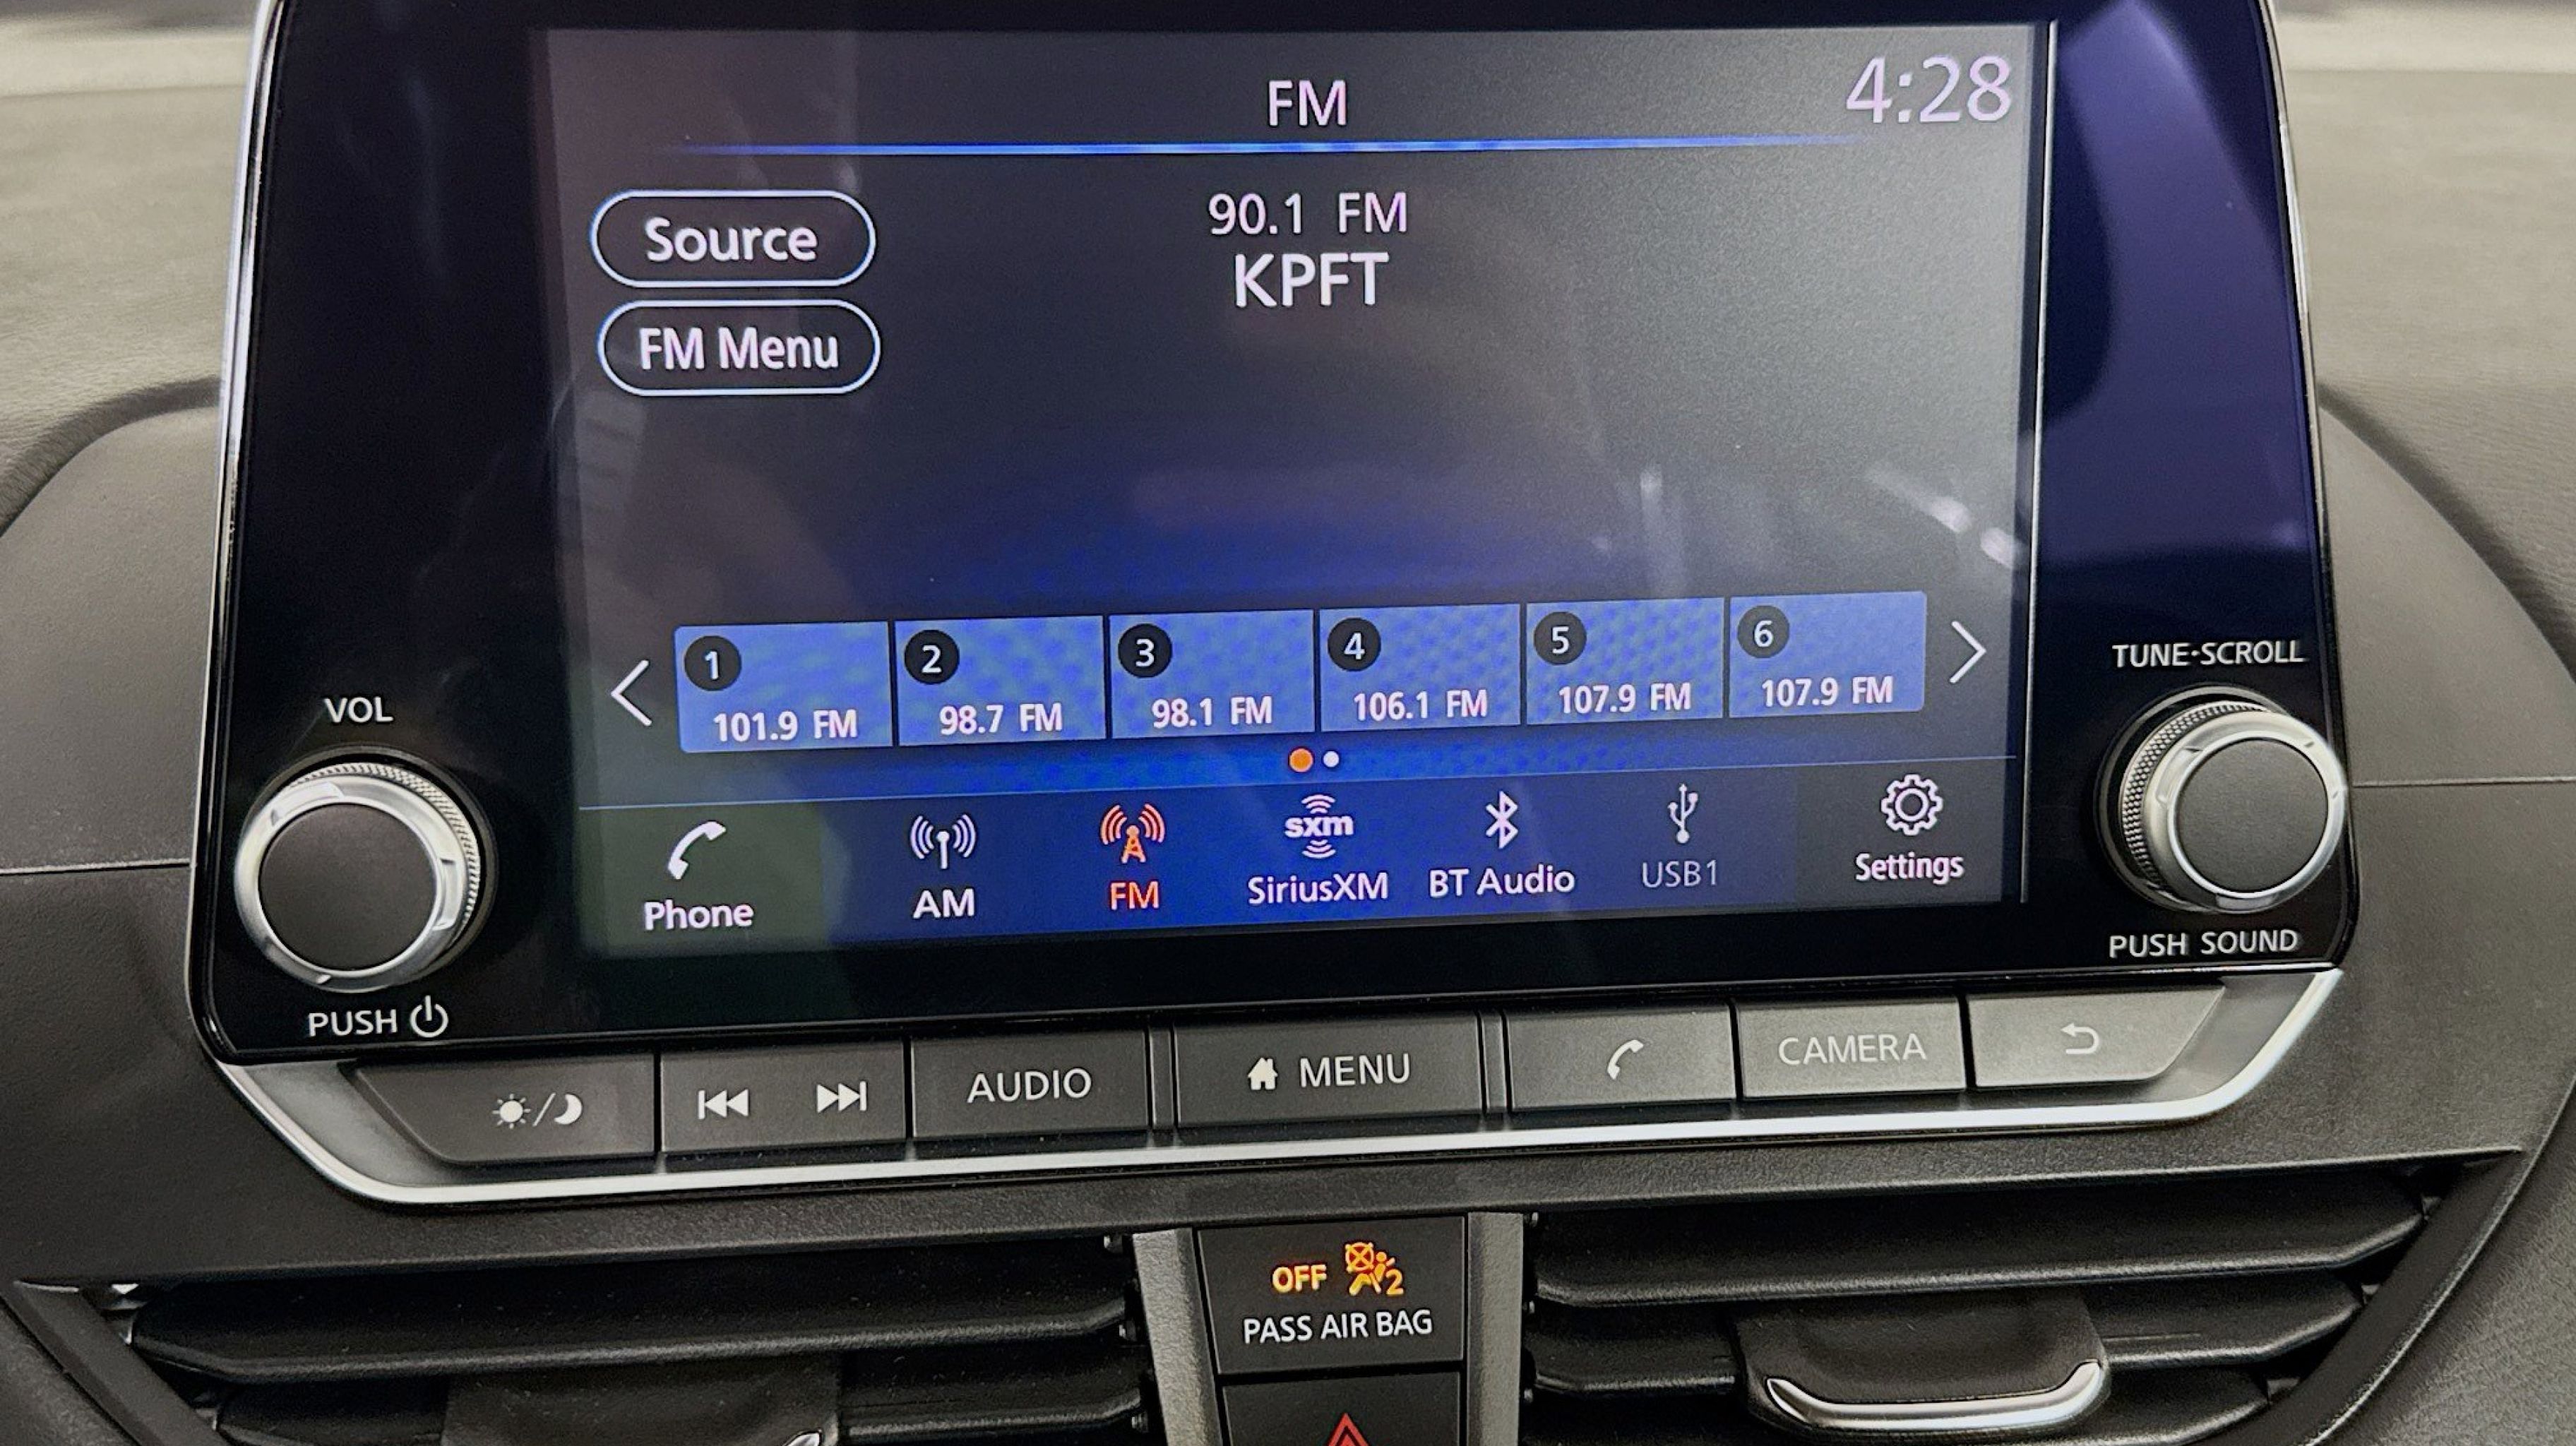 FM
4:28
Source
90.1 FM
KPFT
FM Menu
1
2
3
4
5
6
101.9 FM
98.7 FM
98.1 FM
106.1 FM
107.9 FM
107.9 FM
VOL
TUNE•SCROLL
sxm
Phone
AM
FM
SiriusXM
BT Audio
USB1
Settings
PUSH
PUSH SOUND
AUDIO
MENU
CAMERA
OFF 2
PASS AIR BAG